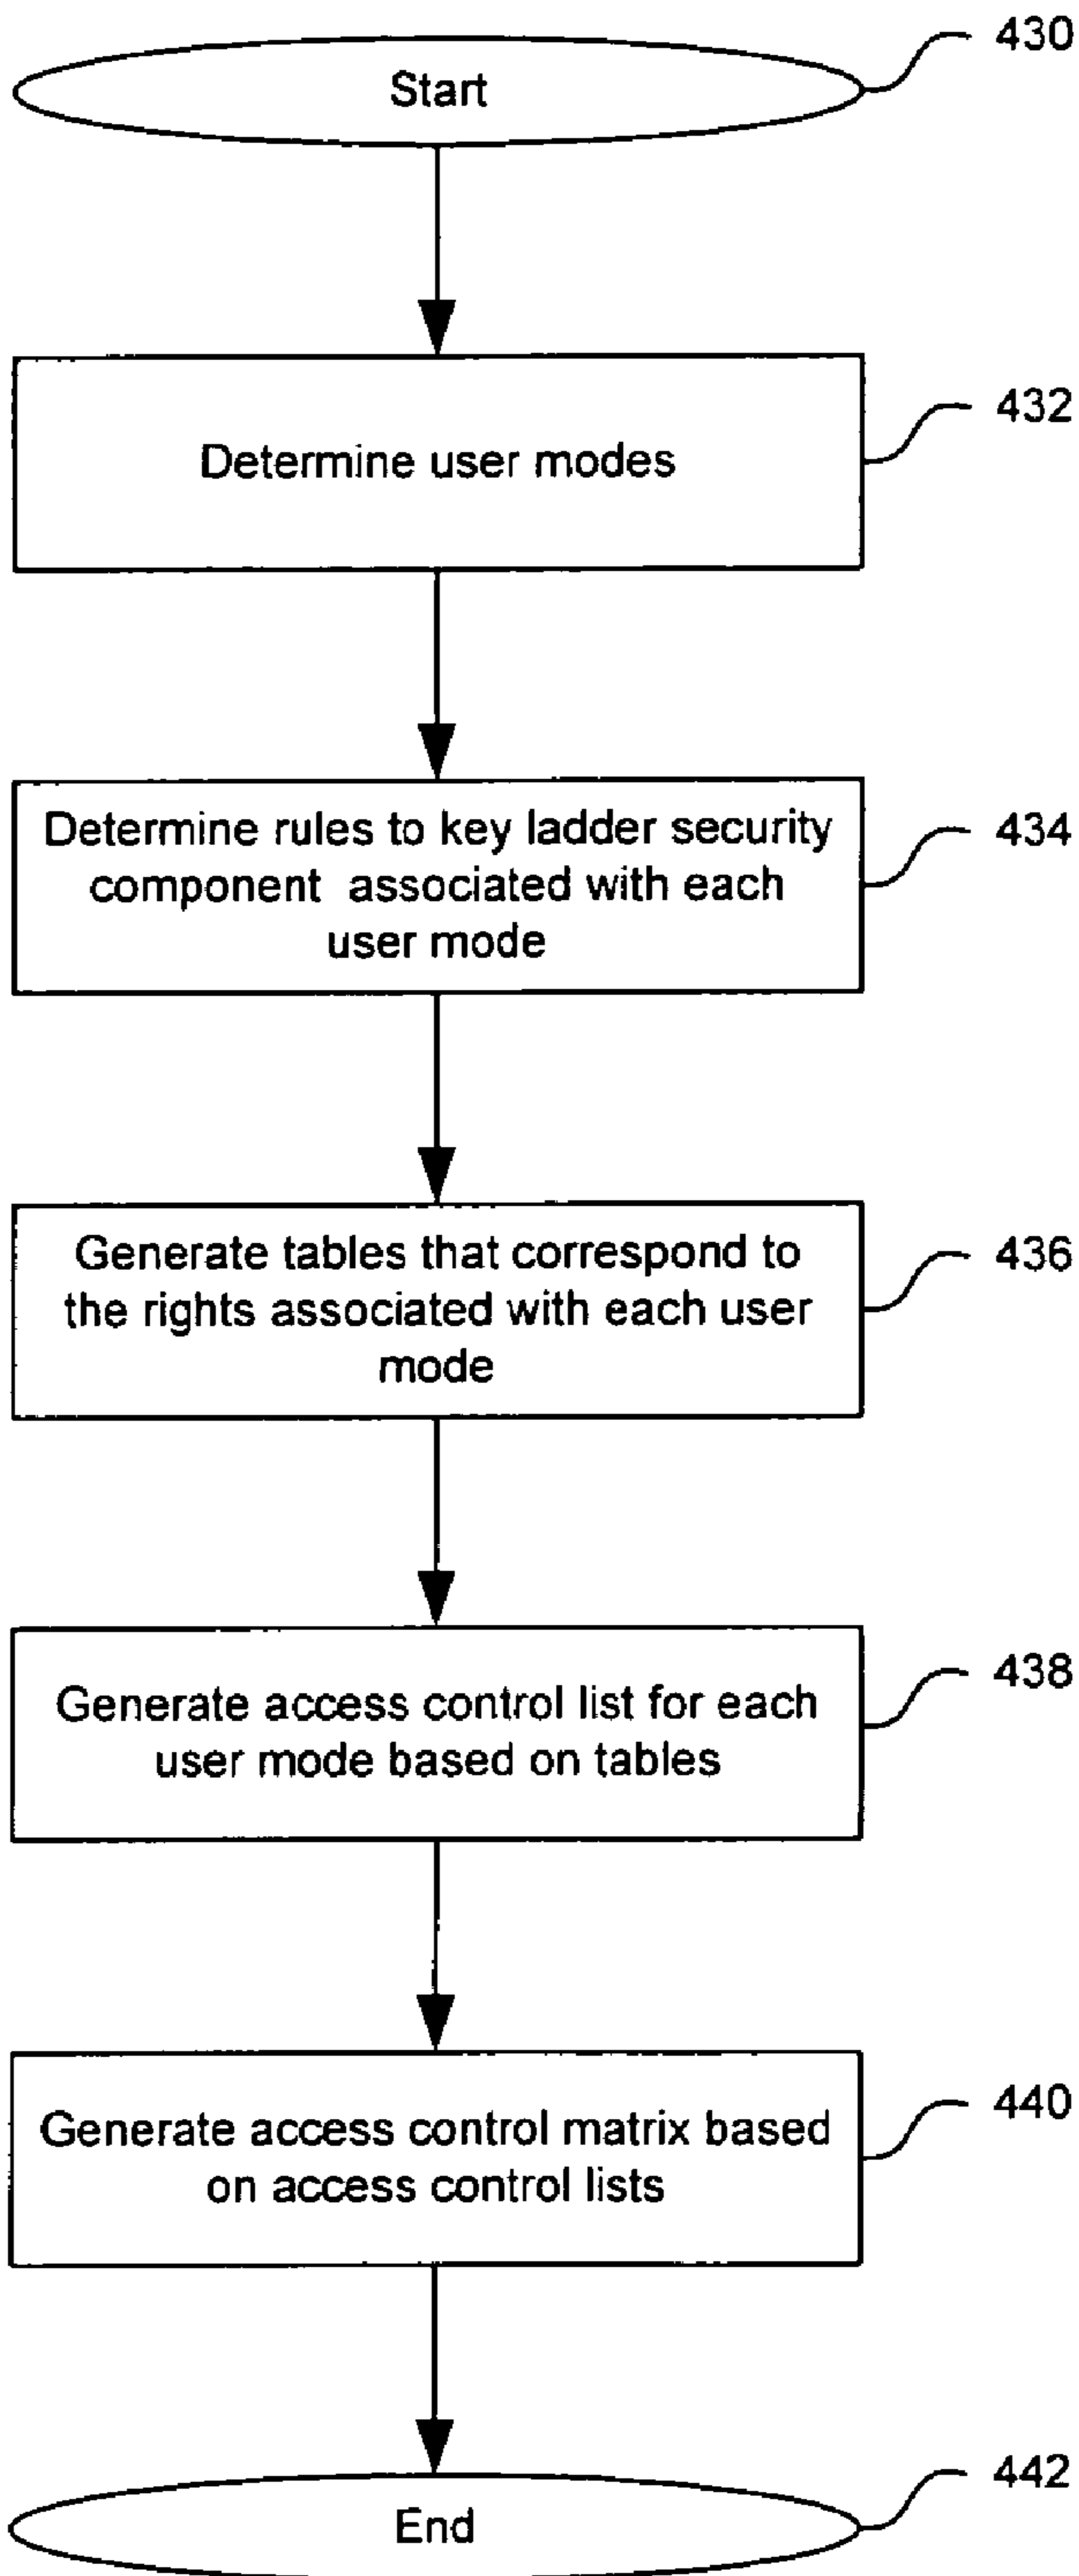 430
Start
432
Determine user modes
Determine rules to key ladder security
component associated with each
user mode
434
Generate tables that correspond to
the rights associated with each user
mode
436
Generate access control list for each
user mode based on tables
438
Generate access control matrix based
on access control lists
440
442
End